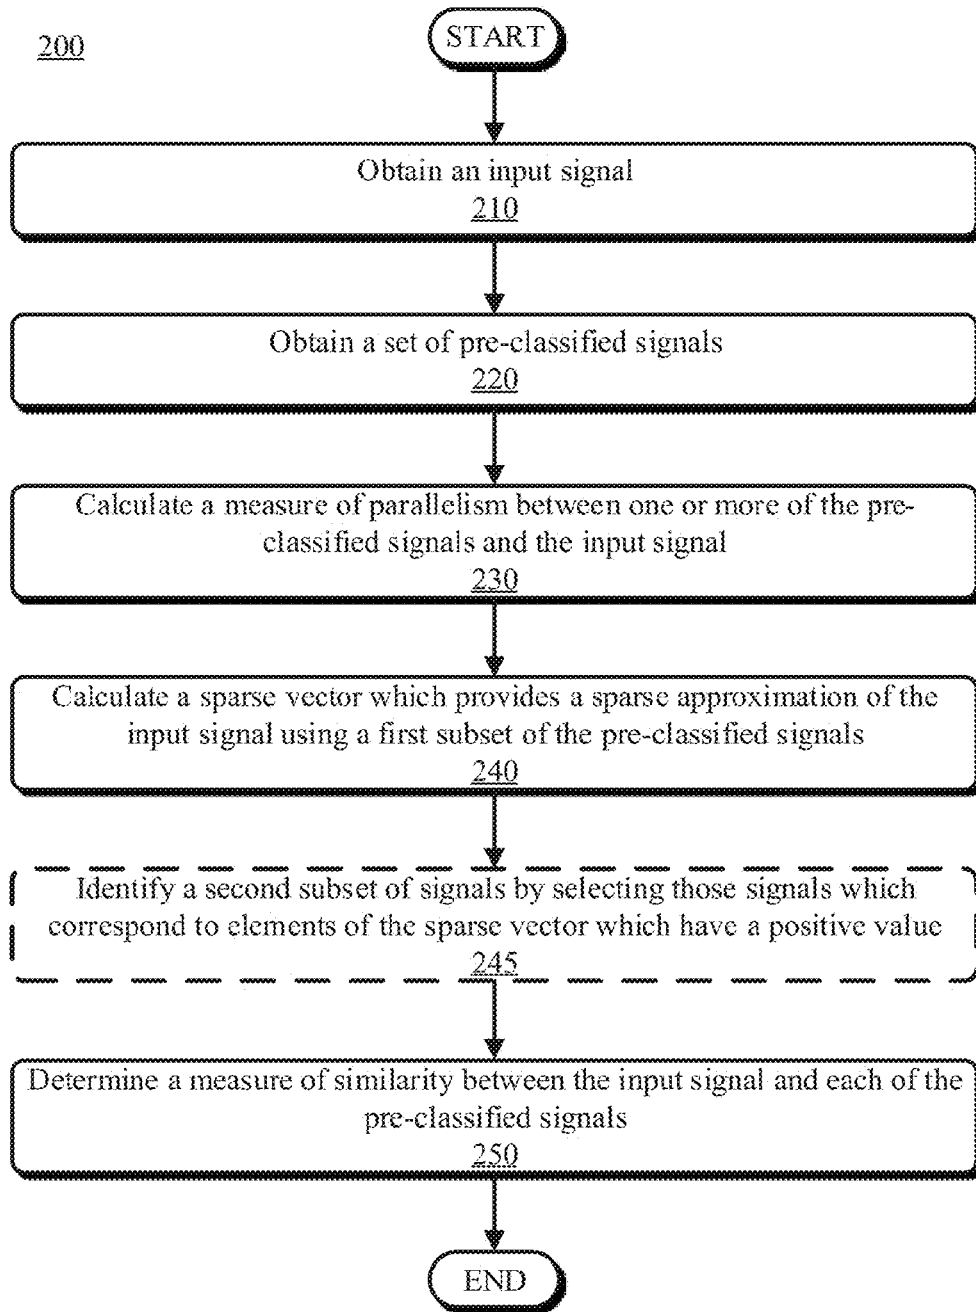 200
START
Obtain an input signal
210
Obtain a set of pre-classified signals
220
Calculate a measure of parallelism between one or more of the pre-
classified signals and the input signal
230
Calculate a sparse vector which provides a sparse approximation of the
input signal using a first subset of the pre-classified signals
240
Identify a second subset of signals by selecting those signals which
correspond to elements of the sparse vector which have a positive value
245
Determine a measure of similarity between the input signal and each of the
pre-classified signals
250
END